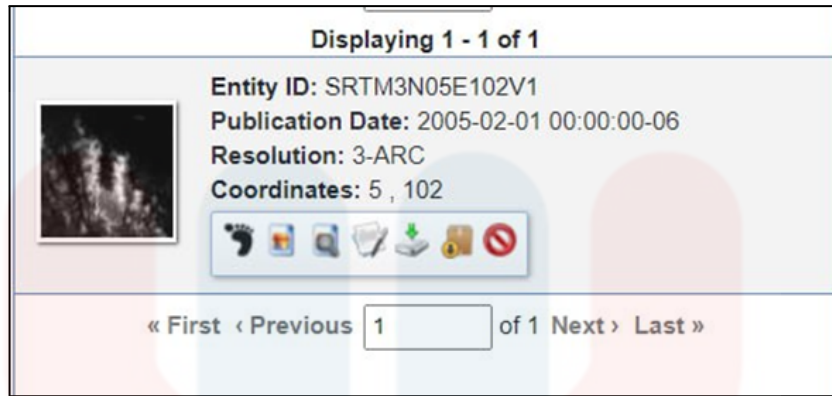 Displaying 1 - 1 of 1
Entity ID: SRTM3N05E102V1
Publication Date: 2005-02-01 00:00:00-06
Resolution: 3-ARC
Coordinates: 5 , 102
« First ‹ Previous 1 of 1 Next › Last »